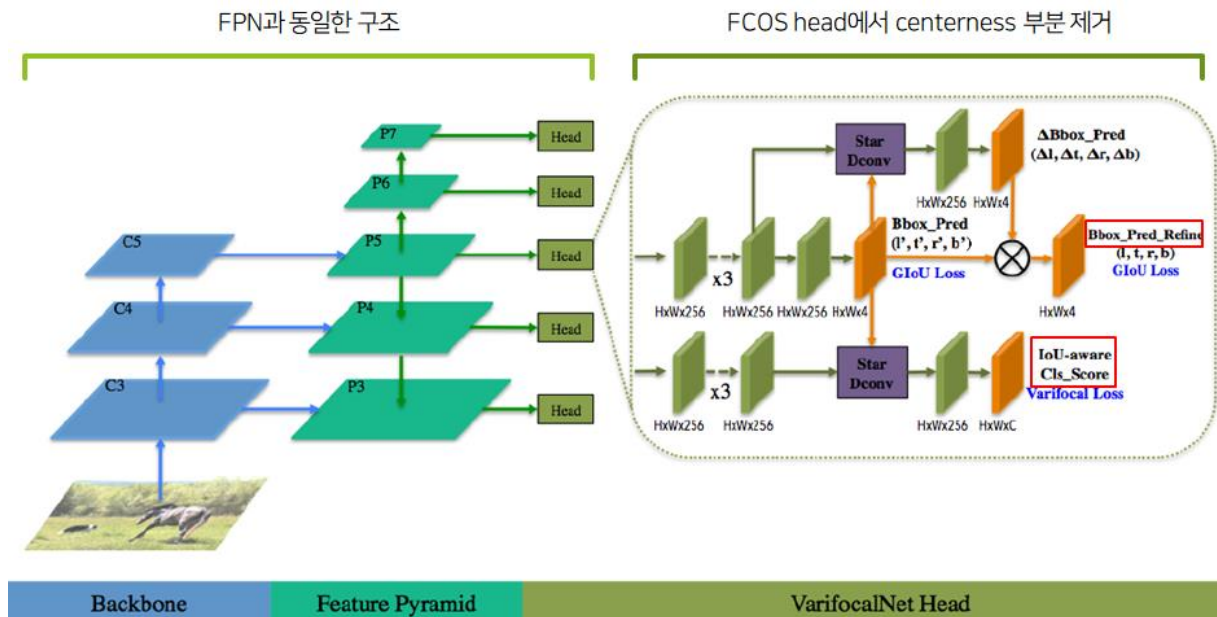 FPN과 동일한 구조
FCOS head에서 centerness 부분 제거
P7
Head
P6
Head
C5
P5
Head
C4
P4
Head
C3
P3
Head
Star
Dconv
HxWx256
HxWx4
ΔBbox_Pred
(Δl, Δt, Δr, Δb)
x3
HxWx256
HxWx256
HxWx256
HxWx4
Bbox_Pred
(l’, t’, r’, b’)
GIoU Loss
HxWx4
Bbox_Pred_Refine
(l, t, r, b)
GIoU Loss
x3
HxWx256
HxWx256
Star
Dconv
HxWx256
HxWxC
IoU-aware
Cls_Score
Varifocal Loss
Backbone
Feature Pyramid
VarifocalNet Head